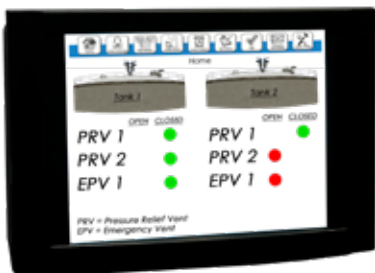 Home
Tank 1 Tank 2
OPEN CLOSED OPEN CLOSED
PRV 1 PRV 1
PRV 2 PRV 2
EPV 1 EPV 1
PRV = Pressure Relief Vent
EPV = Emergency Vent